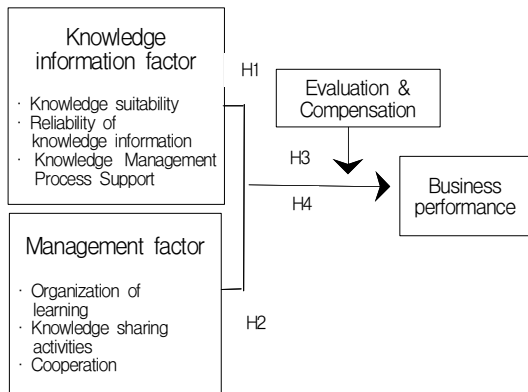 Knowledge
information factor
· Knowledge suitability
· Reliability of
knowledge information
· Knowledge Management
Process Support
H1
Evaluation &
Compensation
H3
H4
Business
performance
Management factor
· Organization of
learning
· Knowledge sharing
activities
· Cooperation
H2